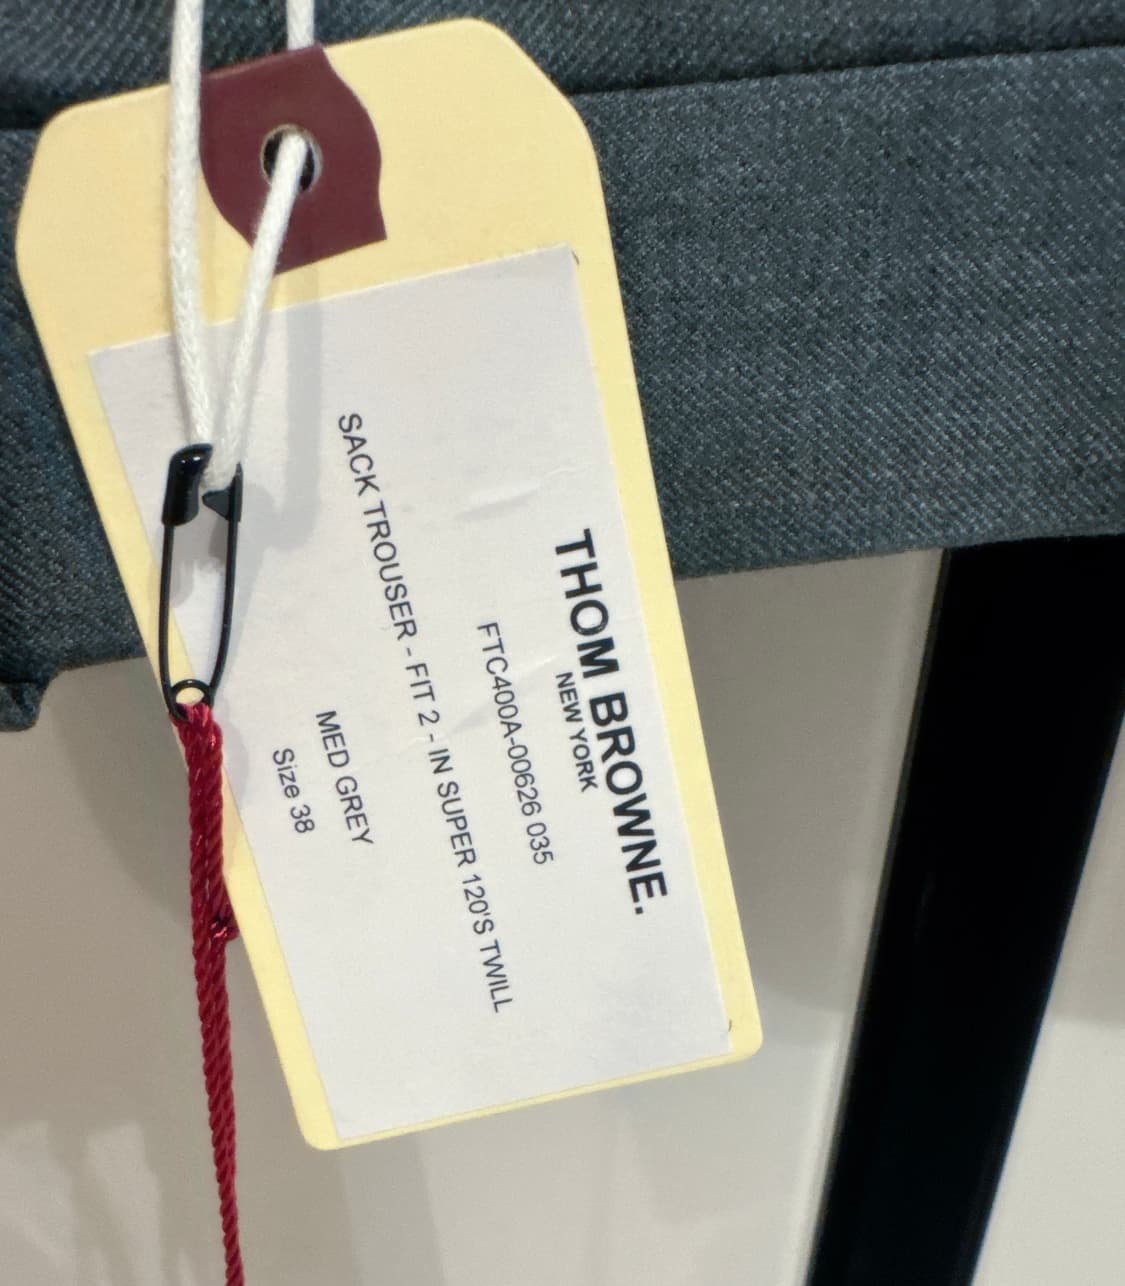 THOM BROWNE.
NEW YORK
FTC400A-00626 035
SACK TROUSER - FIT 2 - IN SUPER 120'S TWILL
MED GREY
Size 38